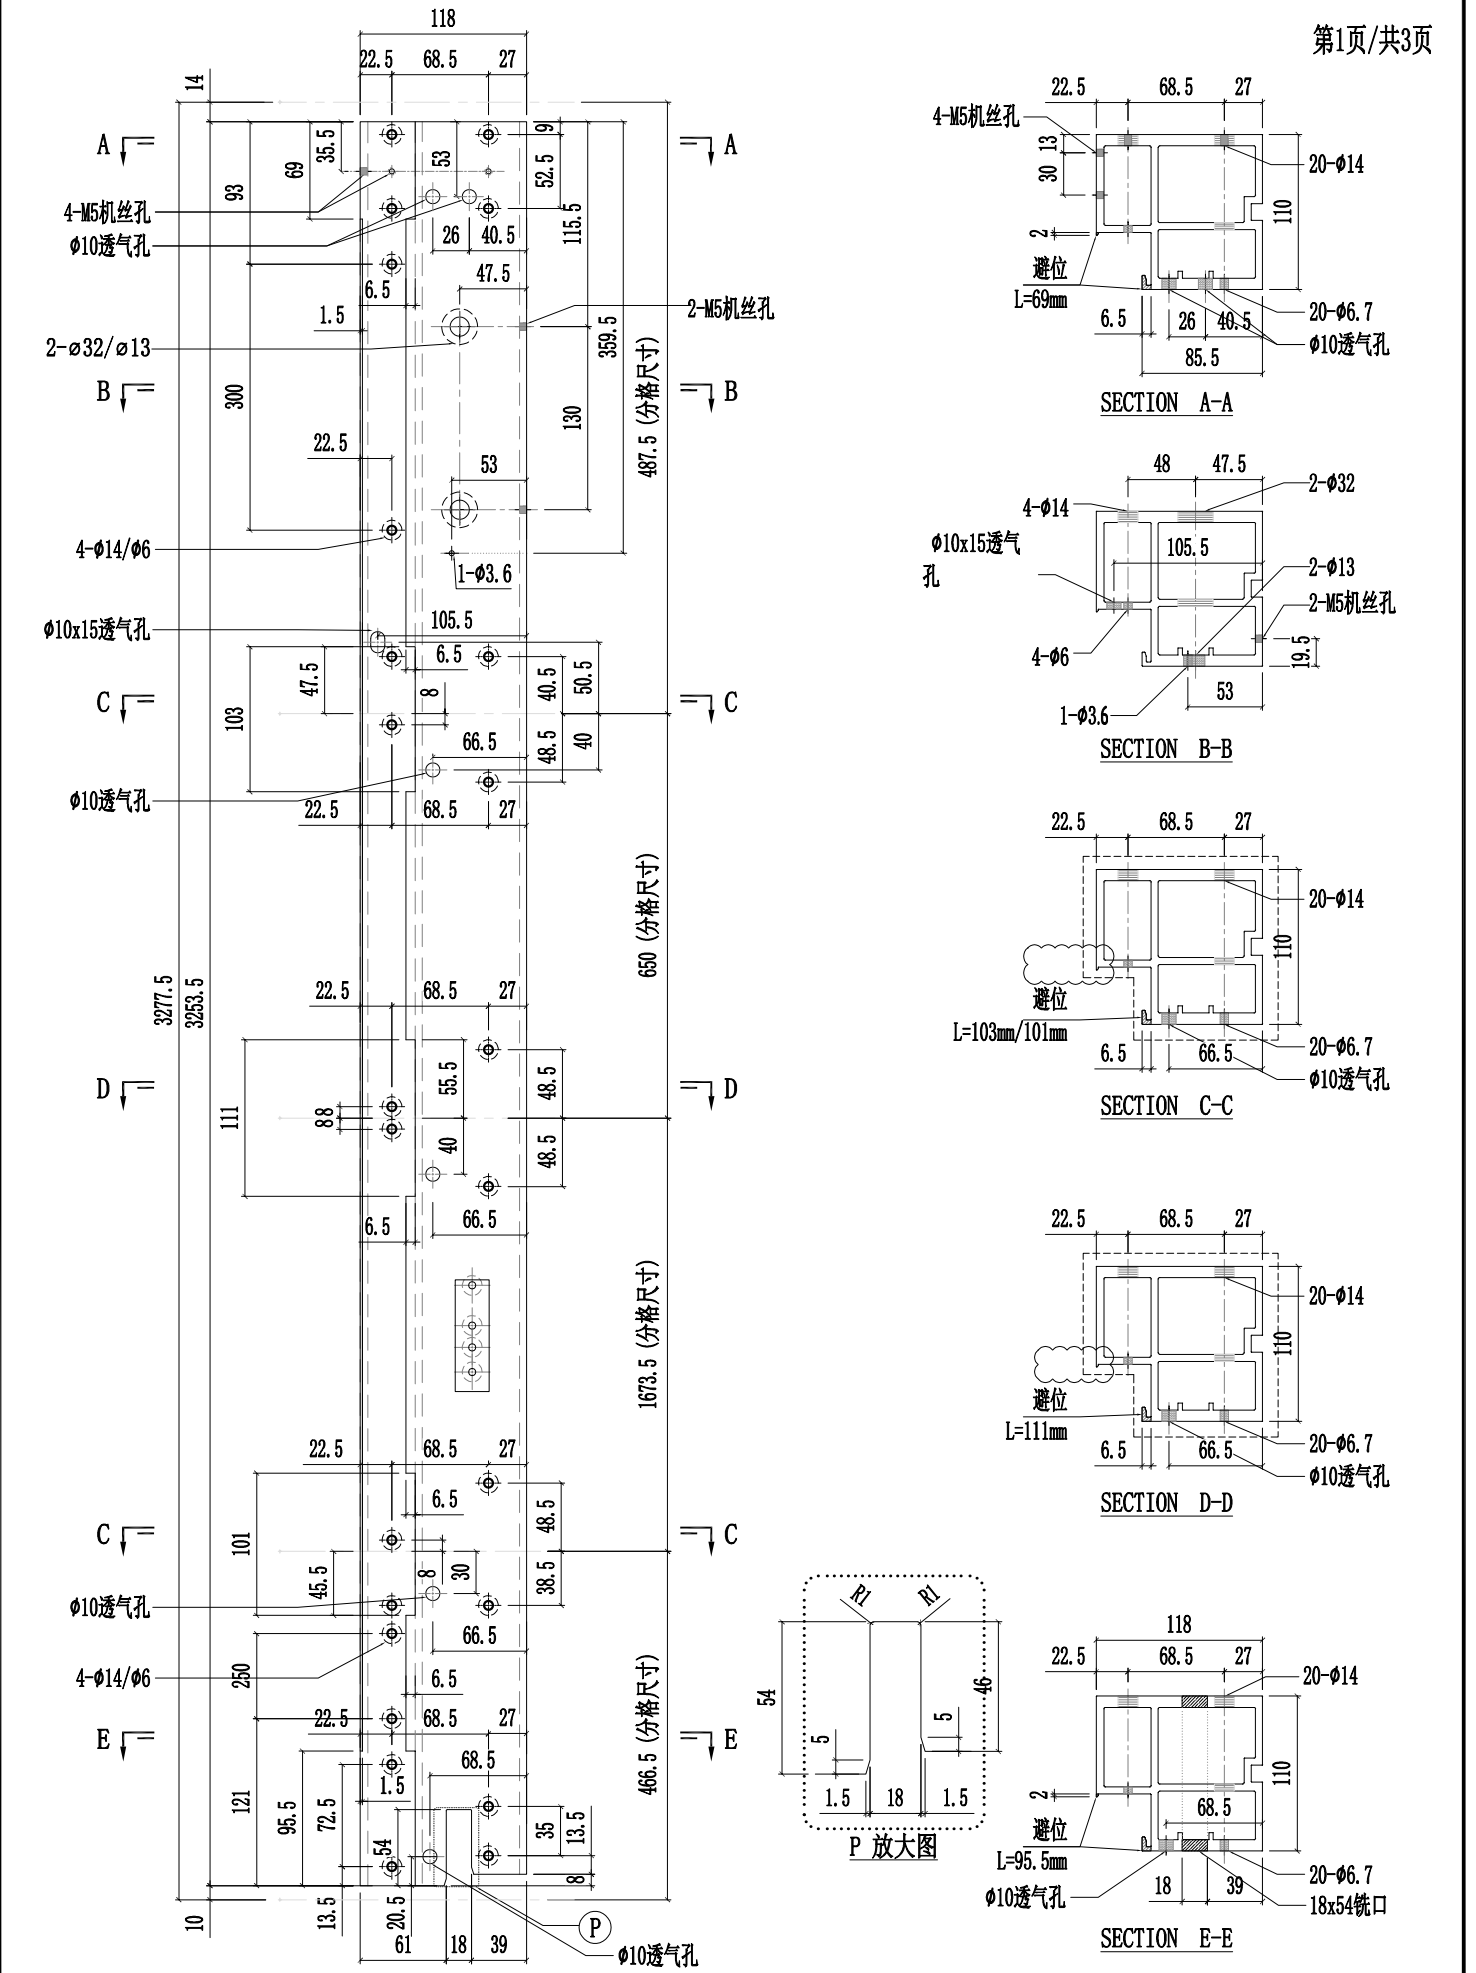 第1页/共3页
118
22.5
68.5
27
14
A
A
35.5
69
93
53
9
52.5
115.5
4-M5机丝孔
ϕ10透气孔
26
40.5
47.5
6.5
1.5
2-M5机丝孔
359.5
2-⌀32/⌀13
487.5 (分格尺寸)
B
B
300
130
22.5
53
4-ϕ14/ϕ6
1-ϕ3.6
ϕ10x15透气孔
105.5
6.5
47.5
40.5
50.5
C
C
8
103
66.5
48.5
40
ϕ10透气孔
22.5
68.5
27
650 (分格尺寸)
3277.5
3253.5
22.5
68.5
27
D
D
55.5
48.5
111
8
8
40
48.5
6.5
66.5
1673.5 (分格尺寸)
22.5
68.5
27
6.5
C
C
101
45.5
8
30
48.5
38.5
ϕ10透气孔
66.5
4-ϕ14/ϕ6
250
6.5
466.5 (分格尺寸)
22.5
68.5
27
E
E
68.5
1.5
121
95.5
72.5
54
35
13.5
8
10
13.5
20.5
61
18
39
P
ϕ10透气孔
22.5
68.5
27
4-M5机丝孔
13
30
20-ϕ14
110
2
避位
L=69mm
20-ϕ6.7
6.5
26
40.5
ϕ10透气孔
85.5
SECTION A-A
48
47.5
2-ϕ32
4-ϕ14
ϕ10x15透气
孔
105.5
2-ϕ13
2-M5机丝孔
4-ϕ6
19.5
53
1-ϕ3.6
SECTION B-B
22.5
68.5
27
20-ϕ14
110
避位
L=103mm/101mm
20-ϕ6.7
6.5
66.5
ϕ10透气孔
SECTION C-C
22.5
68.5
27
20-ϕ14
110
避位
L=111mm
20-ϕ6.7
6.5
66.5
ϕ10透气孔
SECTION D-D
R1
R1
54
46
5
5
1.5
18
1.5
P 放大图
118
22.5
68.5
27
20-ϕ14
110
2
68.5
避位
L=95.5mm
20-ϕ6.7
18
39
ϕ10透气孔
18x54铣口
SECTION E-E